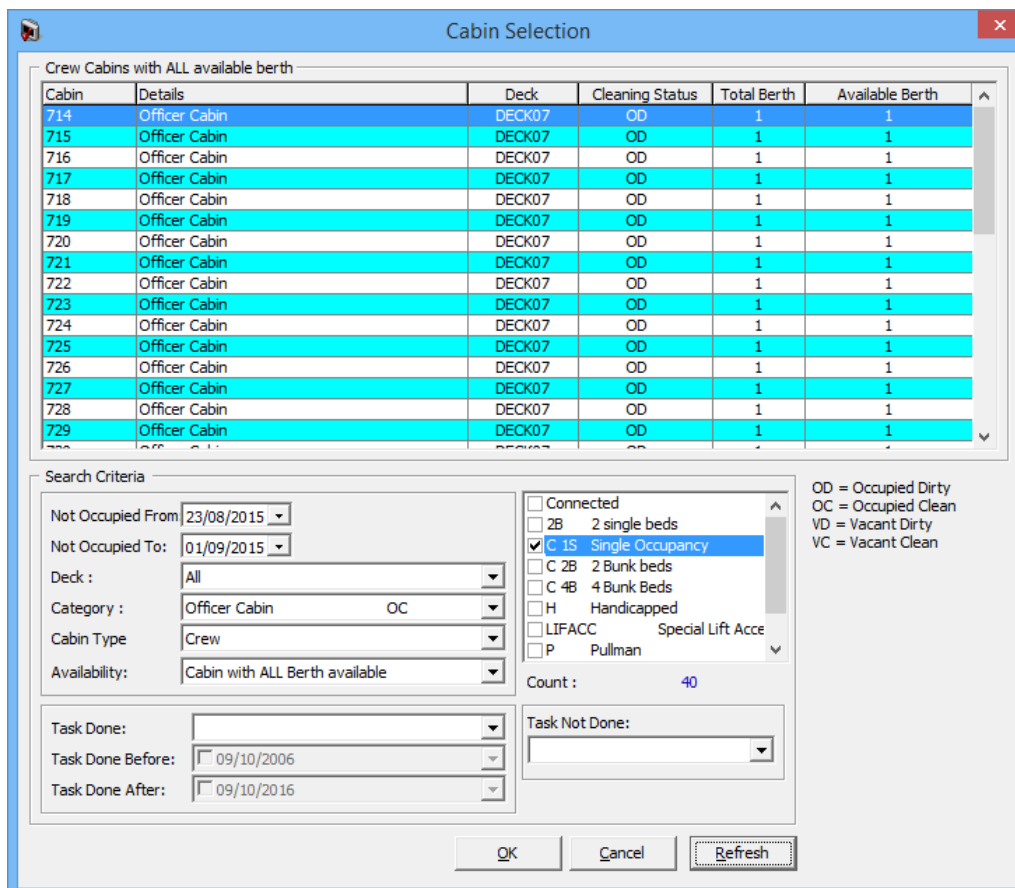 Cabin Selection
Crew Cabins with ALL available berth
Cabin Details Deck Cleaning Status Total Berth Available Berth
714 Officer Cabin DECK07 OD 1 1
715 Officer Cabin DECK07 OD 1 1
716 Officer Cabin DECK07 OD 1 1
717 Officer Cabin DECK07 OD 1 1
718 Officer Cabin DECK07 OD 1 1
719 Officer Cabin DECK07 OD 1 1
720 Officer Cabin DECK07 OD 1 1
721 Officer Cabin DECK07 OD 1 1
722 Officer Cabin DECK07 OD 1 1
723 Officer Cabin DECK07 OD 1 1
724 Officer Cabin DECK07 OD 1 1
725 Officer Cabin DECK07 OD 1 1
726 Officer Cabin DECK07 OD 1 1
727 Officer Cabin DECK07 OD 1 1
728 Officer Cabin DECK07 OD 1 1
729 Officer Cabin DECK07 OD 1 1
Search Criteria
Not Occupied From 23/08/2015
Not Occupied To: 01/09/2015
Deck : All
Category : Officer Cabin OC
Cabin Type Crew
Availability: Cabin with ALL Berth available
Connected
2B 2 single beds
C 1S Single Occupancy
C 2B 2 Bunk beds
C 4B 4 Bunk Beds
H Handicapped
LIFACC Special Lift Acce
P Pullman
Count : 40
OD = Occupied Dirty
OC = Occupied Clean
VD = Vacant Dirty
VC = Vacant Clean
Task Done:
Task Done Before: 09/10/2006
Task Done After: 09/10/2016
Task Not Done:
OK Cancel Refresh